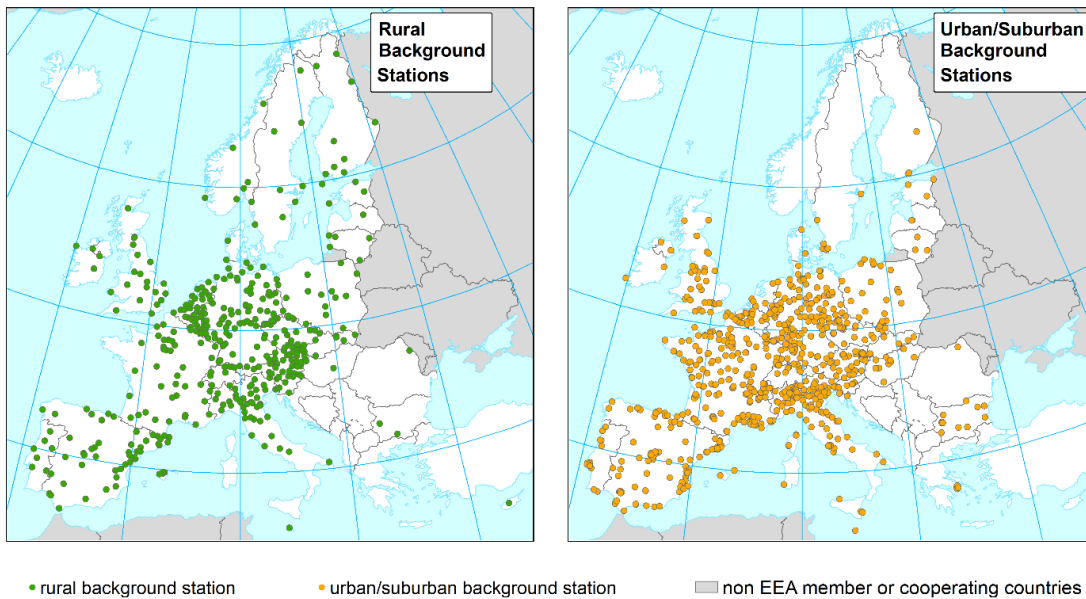 Rural
Background
Stations
Urban/Suburban
Background
Stations
rural background station
urban/suburban background station
non EEA member or cooperating countries